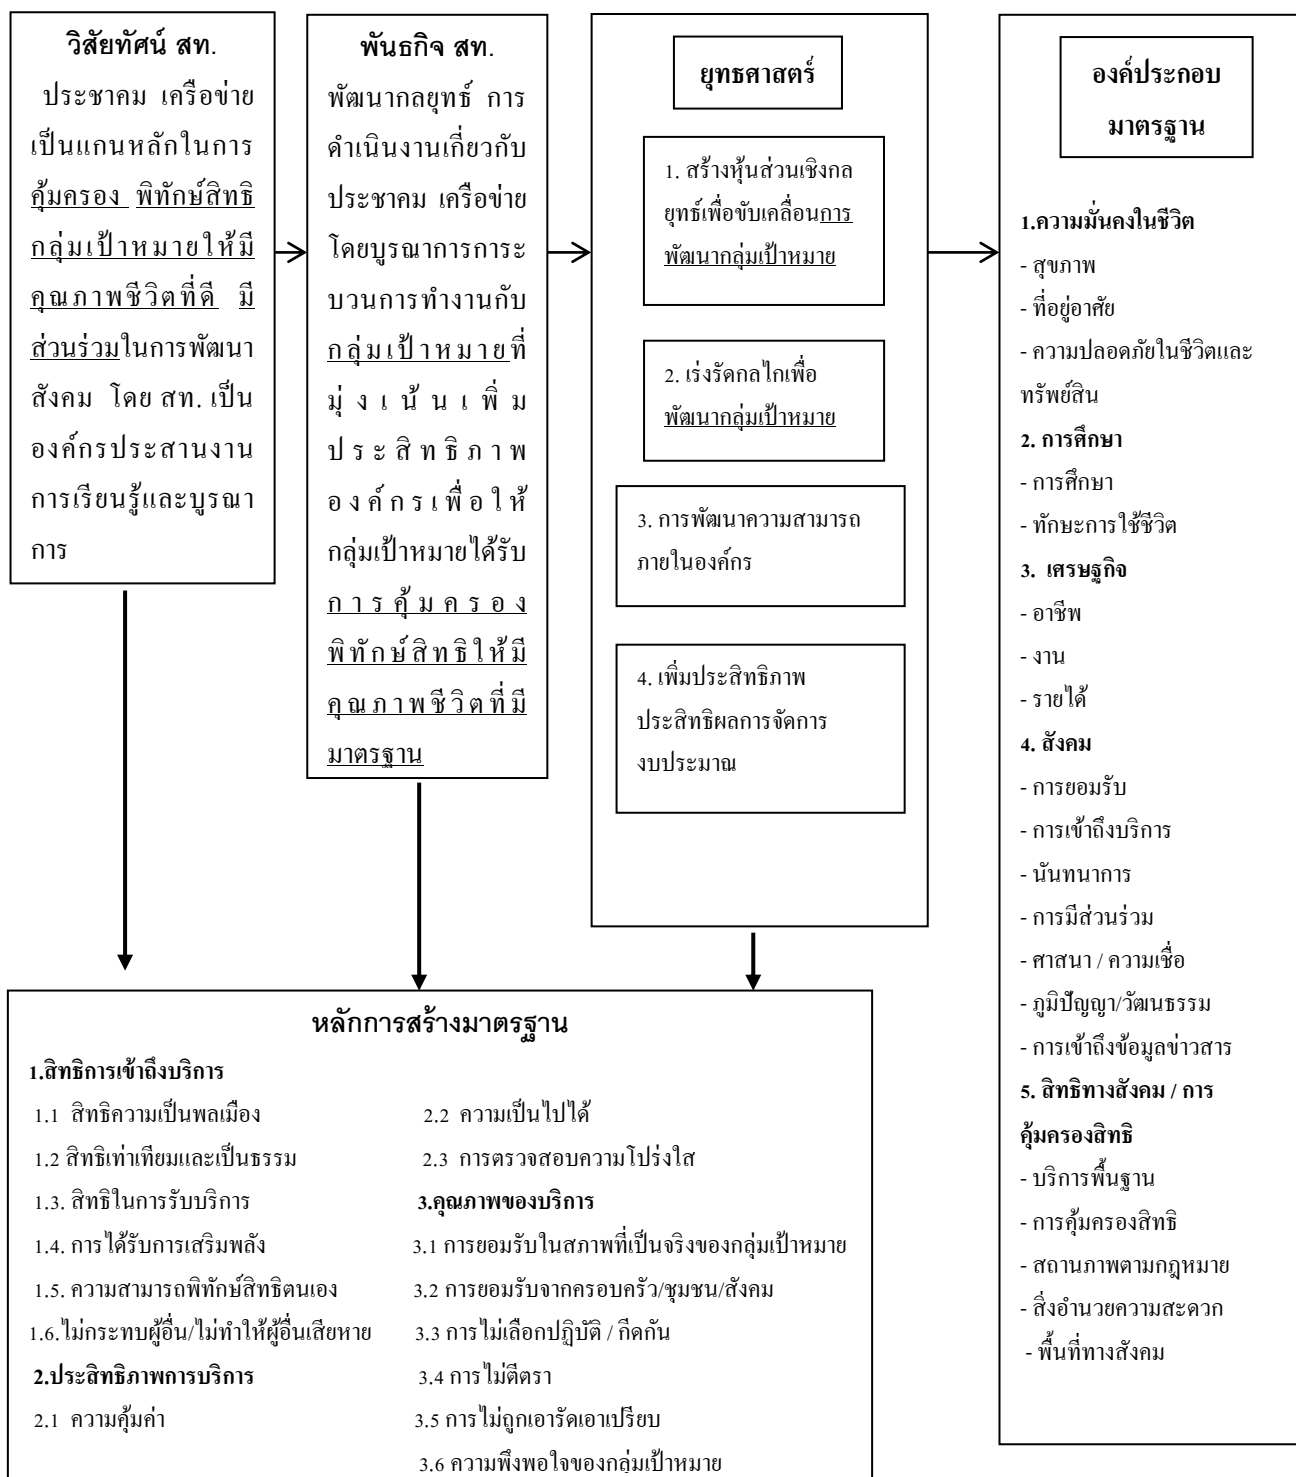 วิสัยทัศน์ สท.
ประชาคม เครือข่าย
เป็นแกนหลักในการ
คุ้มครอง พิทักษ์สิทธิ
กลุ่มเป้าหมายให้มี
คุณภาพชีวิตที่ดี มี
ส่วนร่วมในการพัฒนา
สังคม โดย สท. เป็น
องค์กรประสานงาน
การเรียนรู้และบูรณา
การ
พันธกิจ สท.
พัฒนากลยุทธ์ การ
ดำเนินงานเกี่ยวกับ
ประชาคม เครือข่าย
โดยบูรณาการกระ
บวนการทำงานกับ
กลุ่มเป้าหมายที่
มุ่งเน้นเพิ่ม
ประสิทธิภาพ
องค์กรเพื่อให้
กลุ่มเป้าหมายได้รับ
การคุ้มครอง
พิทักษ์สิทธิให้มี
คุณภาพชีวิตที่มี
มาตรฐาน
ยุทธศาสตร์
1. สร้างหุ้นส่วนเชิงกล
ยุทธ์เพื่อขับเคลื่อนการ
พัฒนากลุ่มเป้าหมาย
2. เร่งรัดกลไกเพื่อ
พัฒนากลุ่มเป้าหมาย
3. การพัฒนาความสามารถ
ภายในองค์กร
4. เพิ่มประสิทธิภาพ
ประสิทธิผลการจัดการ
งบประมาณ
องค์ประกอบ
มาตรฐาน
1.ความมั่นคงในชีวิต
- สุขภาพ
- ที่อยู่อาศัย
- ความปลอดภัยในชีวิตและ
ทรัพย์สิน
2. การศึกษา
- การศึกษา
- ทักษะการใช้ชีวิต
3. เศรษฐกิจ
- อาชีพ
- งาน
- รายได้
4. สังคม
- การยอมรับ
- การเข้าถึงบริการ
- นันทนาการ
- การมีส่วนร่วม
- ศาสนา / ความเชื่อ
- ภูมิปัญญา/วัฒนธรรม
- การเข้าถึงข้อมูลข่าวสาร
5. สิทธิทางสังคม / การ
คุ้มครองสิทธิ
- บริการพื้นฐาน
- การคุ้มครองสิทธิ
- สถานภาพตามกฎหมาย
- สิ่งอำนวยความสะดวก
- พื้นที่ทางสังคม
หลักการสร้างมาตรฐาน
1.สิทธิการเข้าถึงบริการ
1.1 สิทธิความเป็นพลเมือง
1.2 สิทธิเท่าเทียมและเป็นธรรม
1.3. สิทธิในการรับบริการ
1.4. การได้รับการเสริมพลัง
1.5. ความสามารถพิทักษ์สิทธิตนเอง
1.6.ไม่กระทบผู้อื่น/ไม่ทำให้ผู้อื่นเสียหาย
2.ประสิทธิภาพการบริการ
2.1 ความคุ้มค่า
2.2 ความเป็นไปได้
2.3 การตรวจสอบความโปร่งใส
3.คุณภาพของบริการ
3.1 การยอมรับในสภาพที่เป็นจริงของกลุ่มเป้าหมาย
3.2 การยอมรับจากครอบครัว/ชุมชน/สังคม
3.3 การไม่เลือกปฏิบัติ / กีดกัน
3.4 การไม่ตีตรา
3.5 การไม่ถูกเอารัดเอาเปรียบ
3.6 ความพึงพอใจของกลุ่มเป้าหมาย